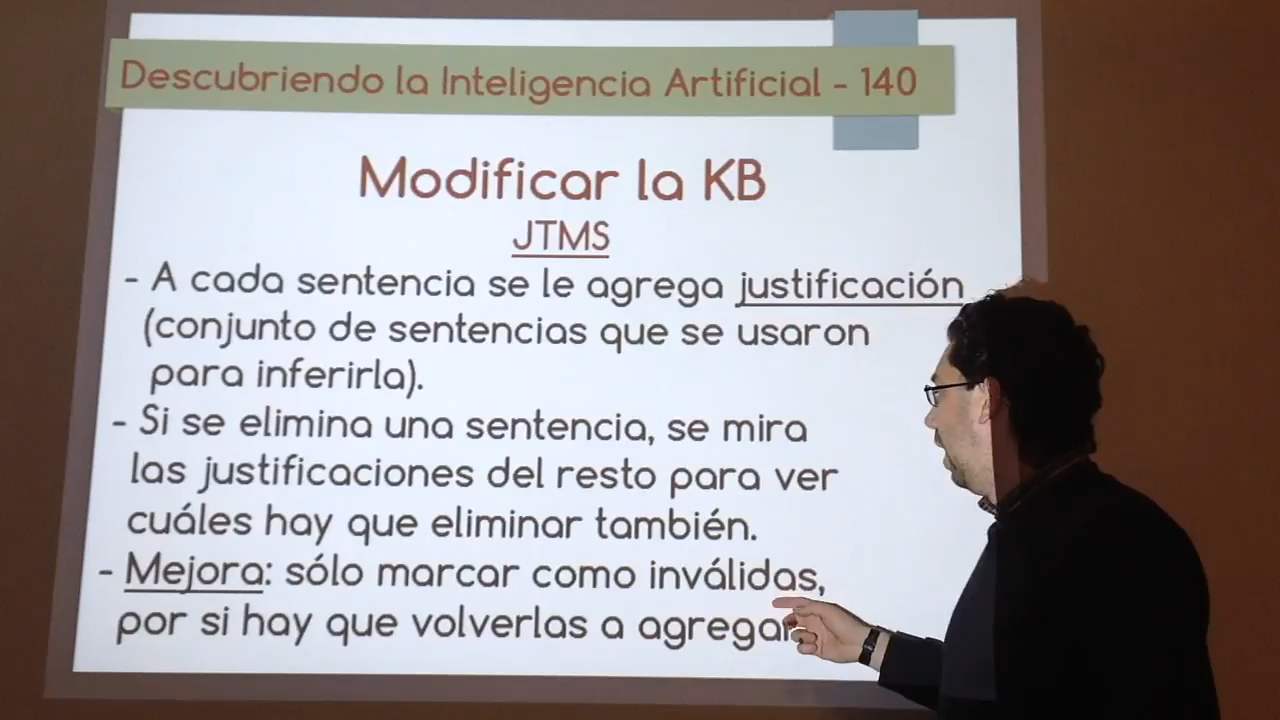 Descubriendo la Inteligencia Artificial - 140
Modificar la KB
JTMS
- A cada sentencia se le agrega justificación
(conjunto de sentencias que se usaron
para inferirla).
- Si se elimina una sentencia, se mira
las justificaciones del resto para ver
cuáles hay que eliminar también.
- Mejora: sólo marcar como inválidas,
por si hay que volverlas a agregar